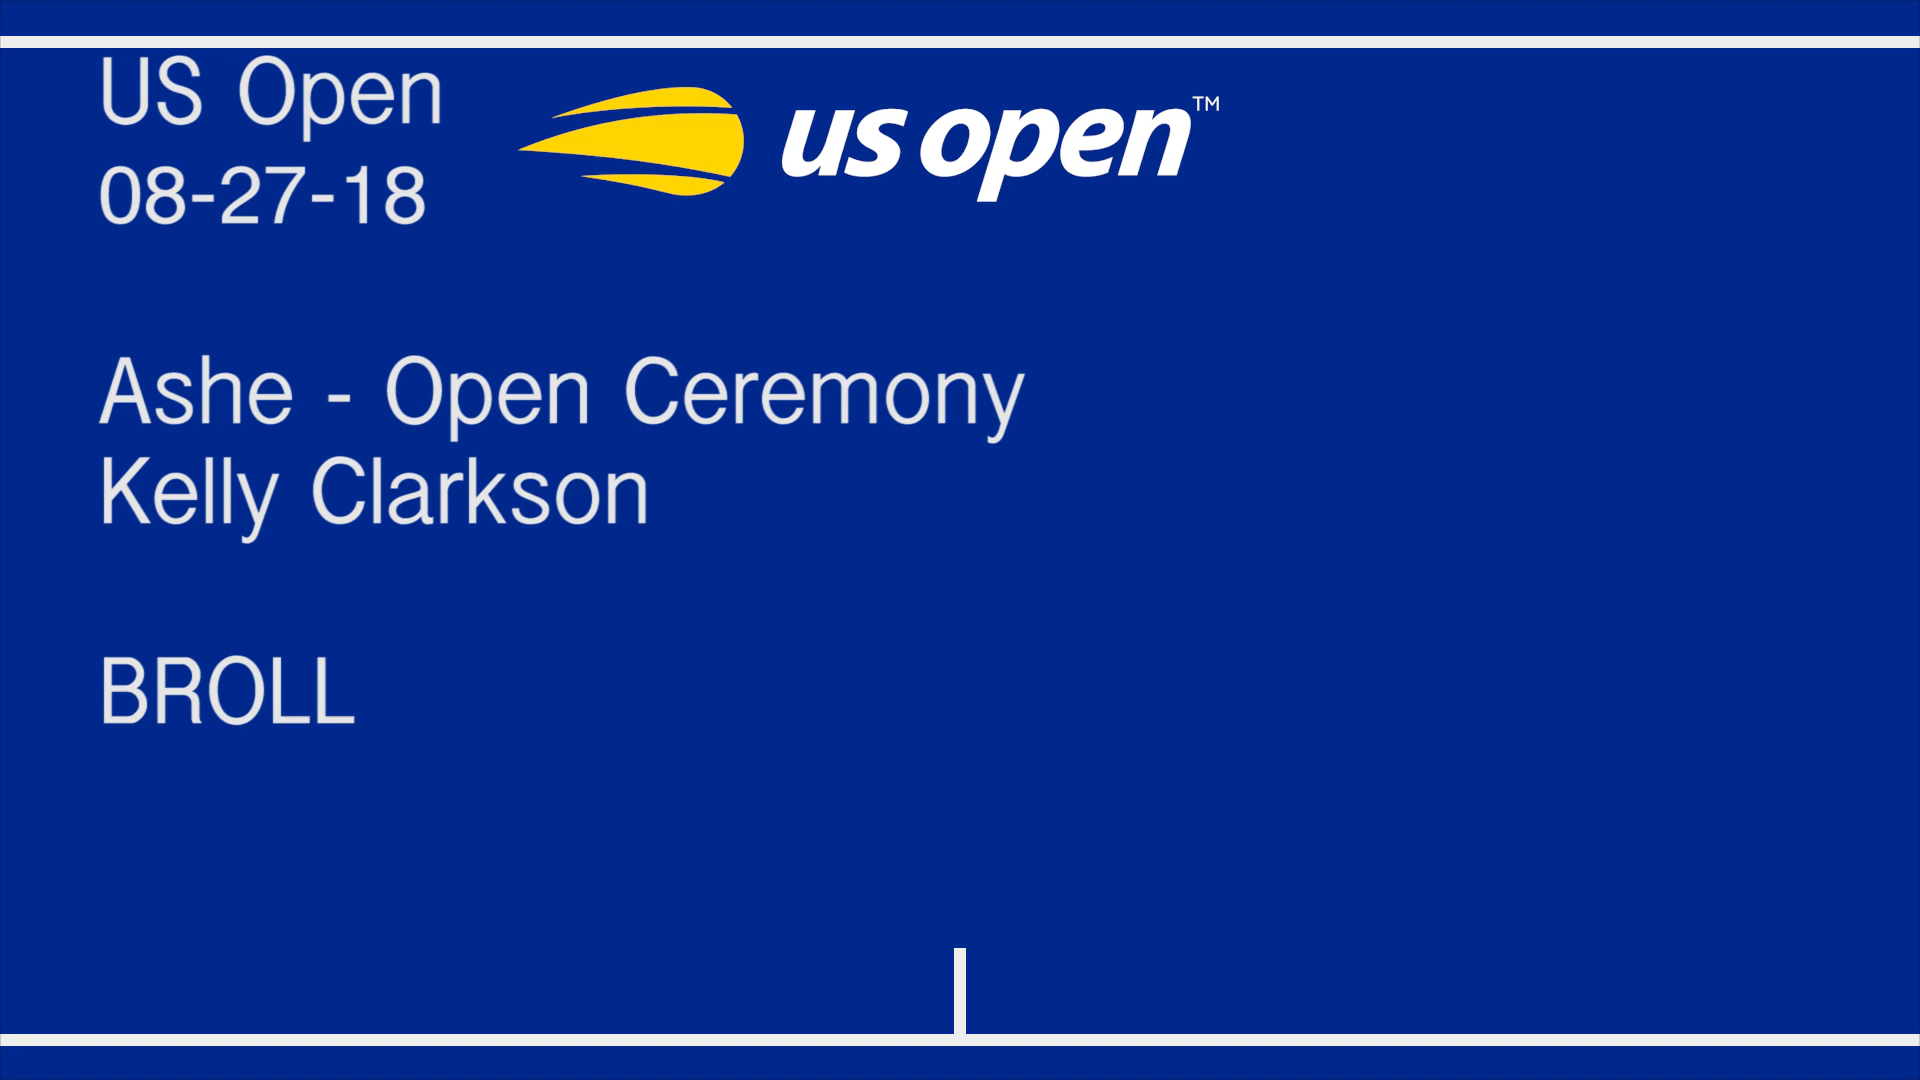 US Open
us open™
08-27-18
Ashe - Open Ceremony
Kelly Clarkson
BROLL